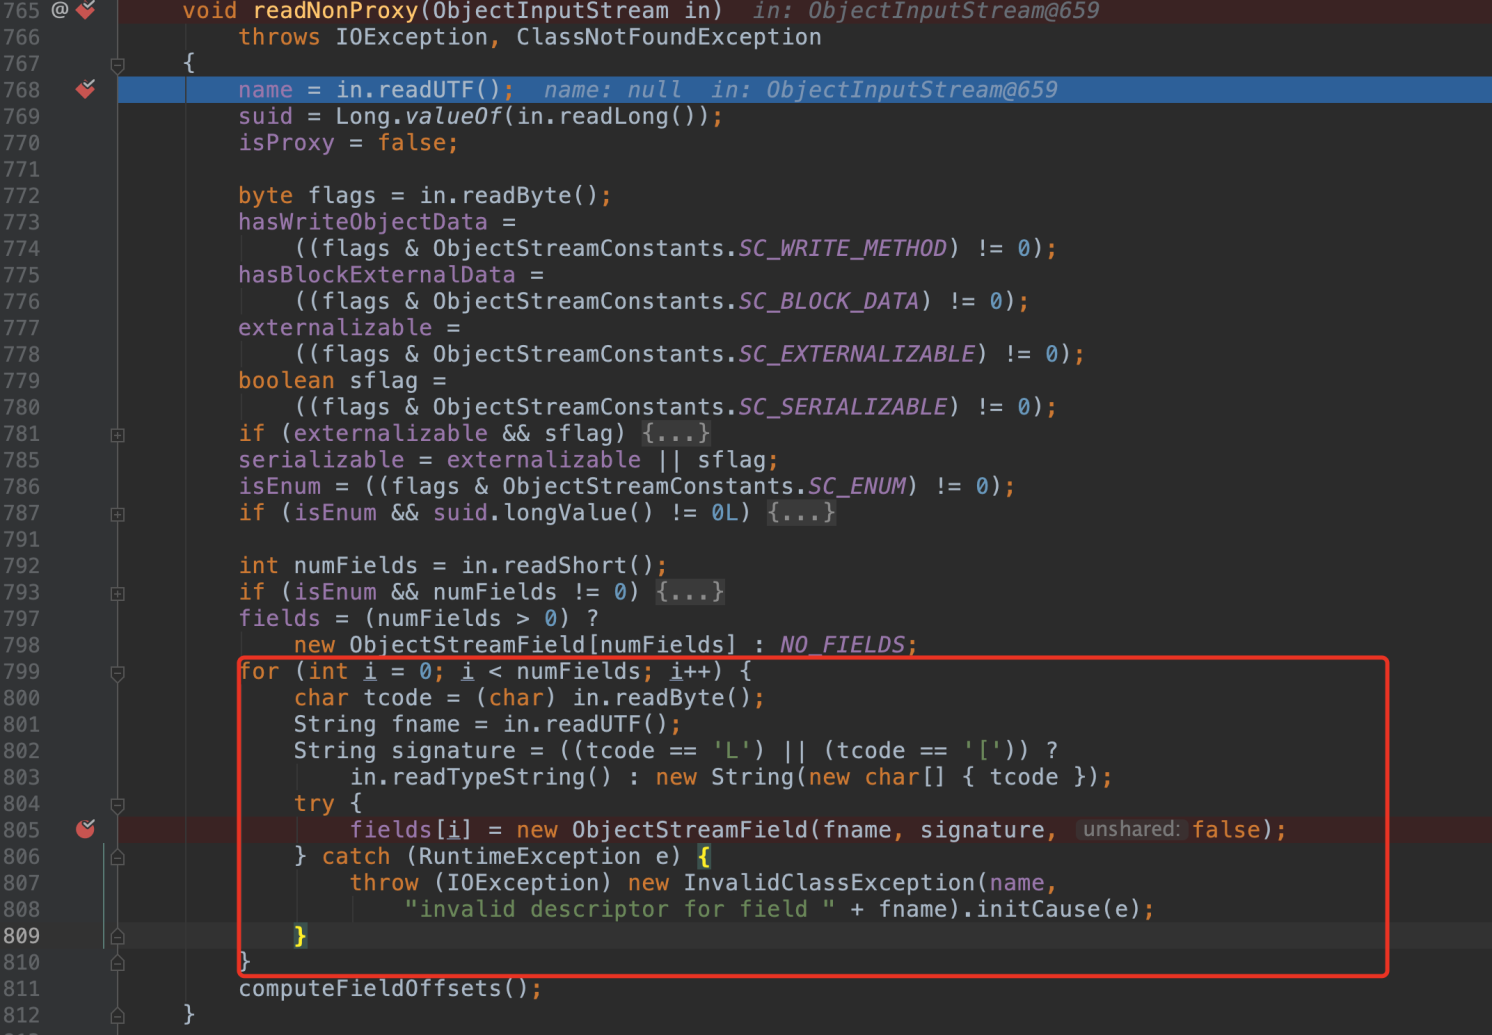 765 @ void readNonProxy(ObjectInputStream in) in: ObjectInputStream@659
766 throws IOException, ClassNotFoundException
767 {
768 name = in.readUTF(); name: null in: ObjectInputStream@659
769 suid = Long.valueOf(in.readLong());
770 isProxy = false;
771
772 byte flags = in.readByte();
773 hasWriteObjectData =
774 ((flags & ObjectStreamConstants.SC_WRITE_METHOD) != 0);
775 hasBlockExternalData =
776 ((flags & ObjectStreamConstants.SC_BLOCK_DATA) != 0);
777 externalizable =
778 ((flags & ObjectStreamConstants.SC_EXTERNALIZABLE) != 0);
779 boolean sflag =
780 ((flags & ObjectStreamConstants.SC_SERIALIZABLE) != 0);
781 if (externalizable && sflag) {...}
785 serializable = externalizable || sflag;
786 isEnum = ((flags & ObjectStreamConstants.SC_ENUM) != 0);
787 if (isEnum && suid.longValue() != 0L) {...}
791
792 int numFields = in.readShort();
793 if (isEnum && numFields != 0) {...}
797 fields = (numFields > 0) ?
798 new ObjectStreamField[numFields] : NO_FIELDS;
799 for (int i = 0; i < numFields; i++) {
800 char tcode = (char) in.readByte();
801 String fname = in.readUTF();
802 String signature = ((tcode == 'L') || (tcode == '[')) ?
803 in.readTypeString() : new String(new char[] { tcode });
804 try {
805 fields[i] = new ObjectStreamField(fname, signature, unshared: false);
806 } catch (RuntimeException e) {
807 throw (IOException) new InvalidClassException(name,
808 "invalid descriptor for field " + fname).initCause(e);
809 }
810 }
811 computeFieldOffsets();
812 }